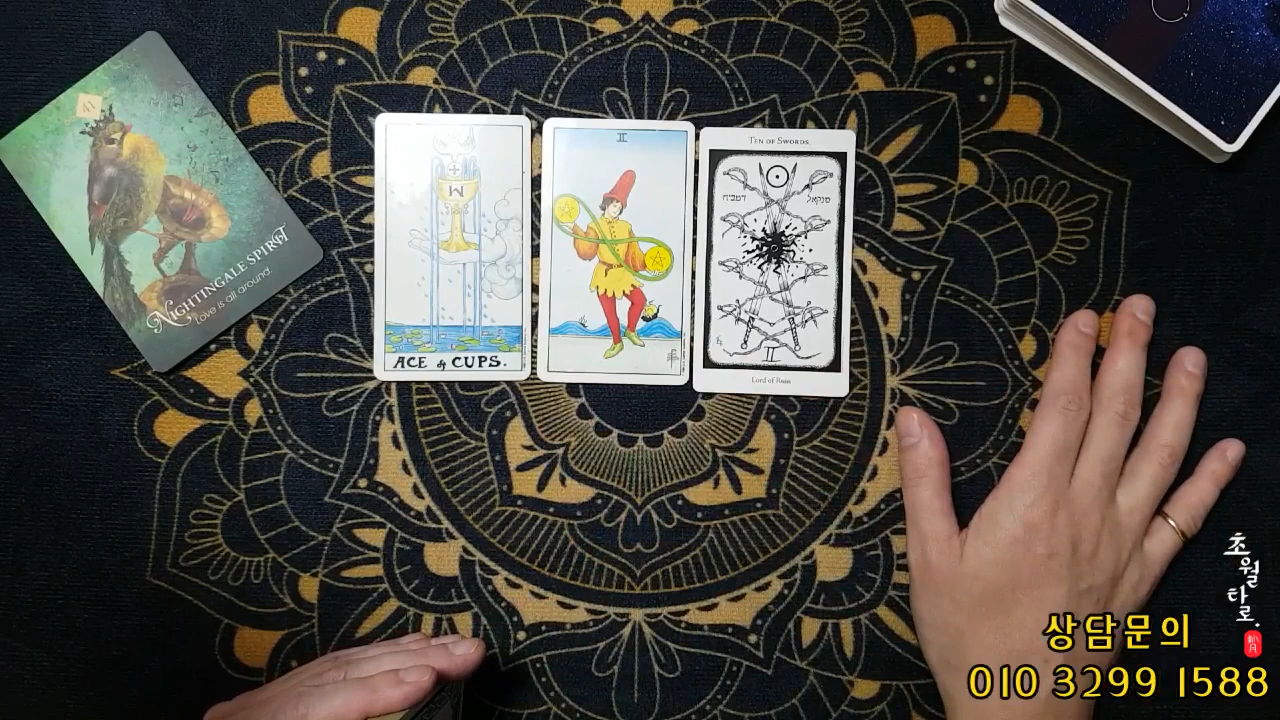 VI
NIGHTINGALE SPIRIT
Love is all around.
ACE of CUPS.
II
TEN OF SWORDS
Lord of Ruin
초월타로.
상담문의
010 3299 1588